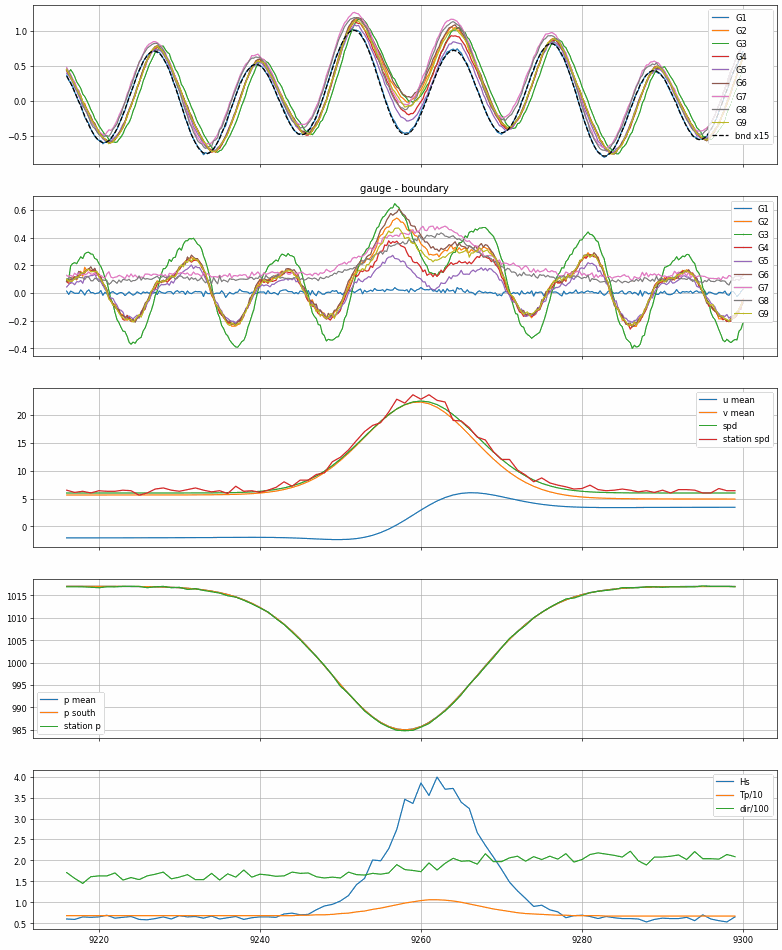 1.0
0.5
0.0
−0.5
G1
G2
G3
G4
G5
G6
G7
G8
G9
bnd x15
gauge - boundary
0.6
0.4
0.2
0.0
−0.2
−0.4
G1
G2
G3
G4
G5
G6
G7
G8
G9
20
15
10
5
0
u mean
v mean
spd
station spd
1015
1010
1005
1000
995
990
985
p mean
p south
station p
4.0
3.5
3.0
2.5
2.0
1.5
1.0
0.5
Hs
Tp/10
dir/100
9220 9240 9260 9280 9300